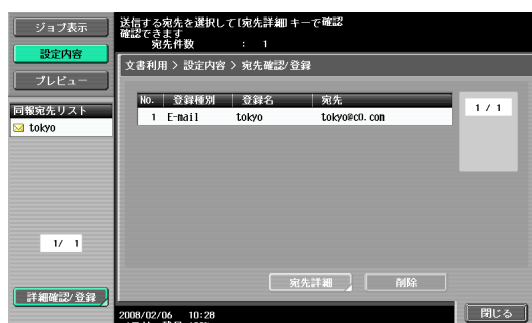 ジョブ表示
設定内容
プレビュー
同報宛先リスト
tokyo
1/ 1
詳細確認/登録
送信する宛先を選択して[宛先詳細]キーで確認
確認できます
宛先件数 : 1
文書利用 > 設定内容 > 宛先確認/登録
No. 登録種別 登録名 宛先
1 E-mail tokyo tokyo@c0.com
1/ 1
宛先詳細 削除
2008/02/06 10:28
閉じる